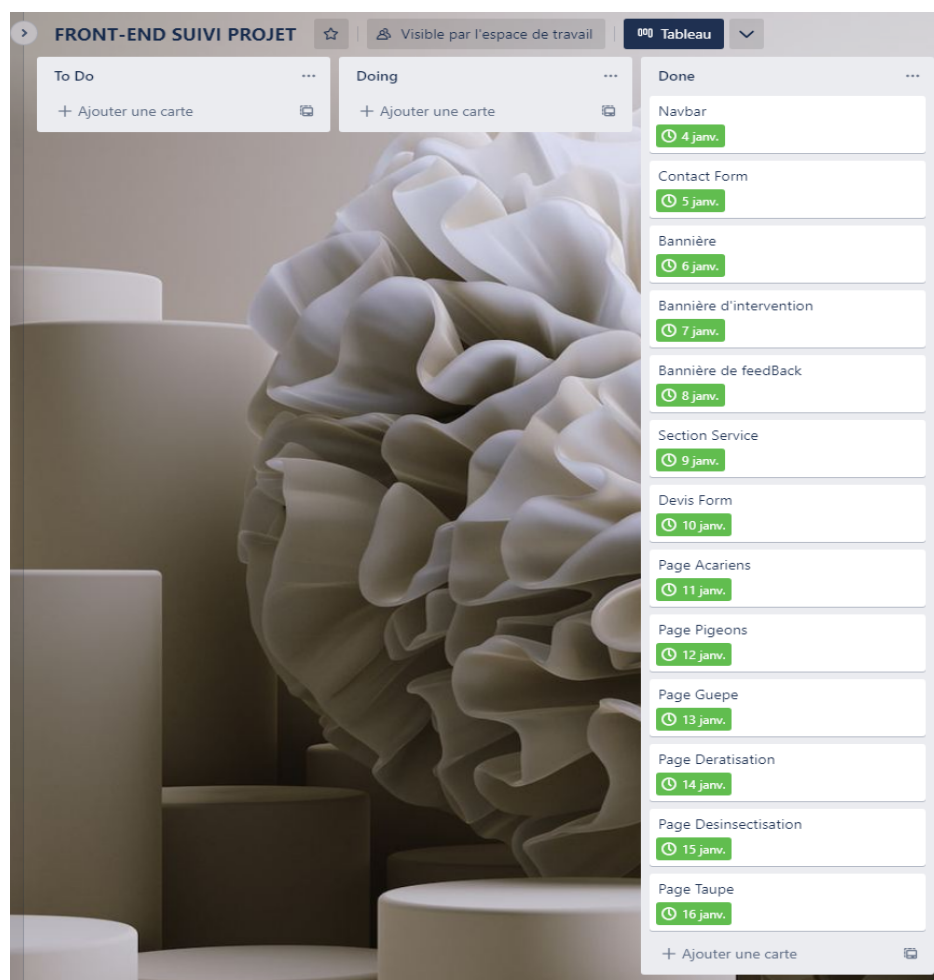 FRONT-END SUIVI PROJET
Visible par l'espace de travail
Tableau
To Do
Ajouter une carte
Doing
Ajouter une carte
Done
Navbar
4 janv.
Contact Form
5 janv.
Bannière
6 janv.
Bannière d'intervention
7 janv.
Bannière de feedBack
8 janv.
Section Service
9 janv.
Devis Form
10 janv.
Page Acariens
11 janv.
Page Pigeons
12 janv.
Page Guepe
13 janv.
Page Deratisation
14 janv.
Page Desinsectisation
15 janv.
Page Taupe
16 janv.
Ajouter une carte